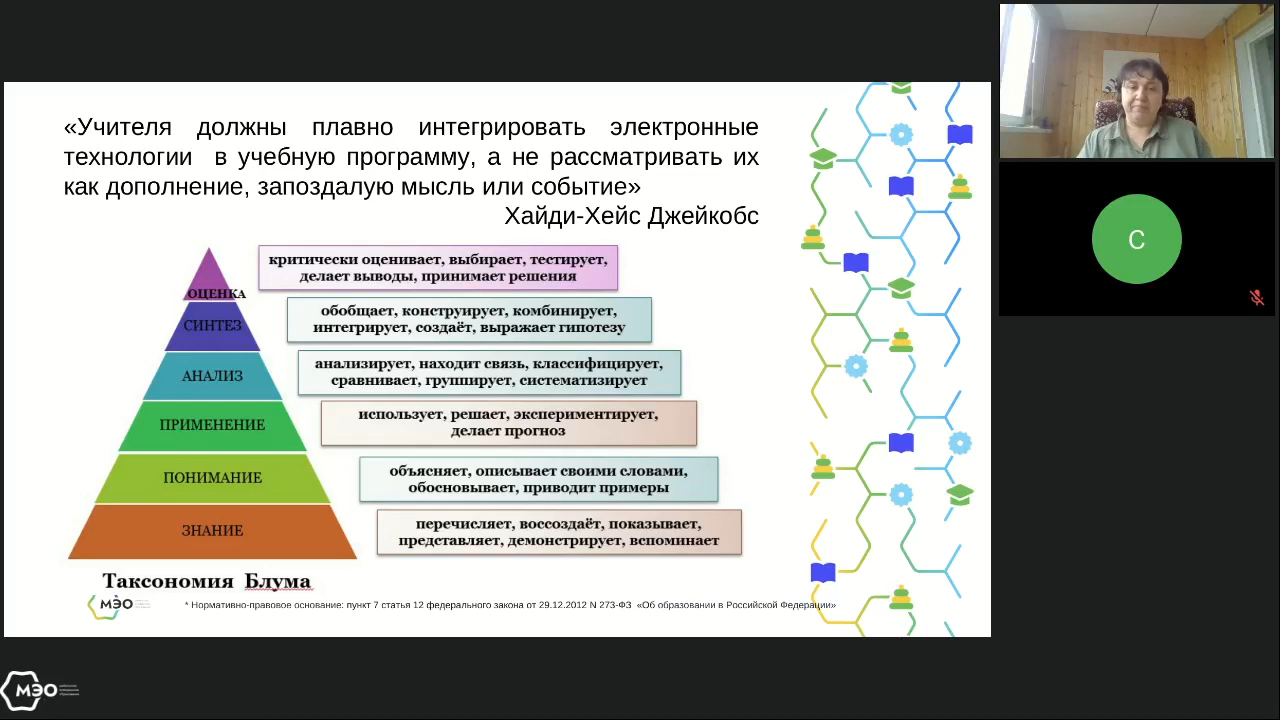 «Учителя должны плавно интегрировать электронные
технологии в учебную программу, а не рассматривать их
как дополнение, запоздалую мысль или событие»
Хайди-Хейс Джейкобс
ОЦЕНКА
критически оценивает, выбирает, тестирует,
делает выводы, принимает решения
СИНТЕЗ
обобщает, конструирует, комбинирует,
интегрирует, создаёт, выражает гипотезу
АНАЛИЗ
анализирует, находит связь, классифицирует,
сравнивает, группирует, систематизирует
ПРИМЕНЕНИЕ
использует, решает, экспериментирует,
делает прогноз
ПОНИМАНИЕ
объясняет, описывает своими словами,
обосновывает, приводит примеры
ЗНАНИЕ
перечисляет, воссоздаёт, показывает,
представляет, демонстрирует, вспоминает
Таксономия Блума
МЭО
* Нормативно-правовое основание: пункт 7 статья 12 федерального закона от 29.12.2012 N 273-ФЗ «Об образовании в Российской Федерации»
С
МЭО